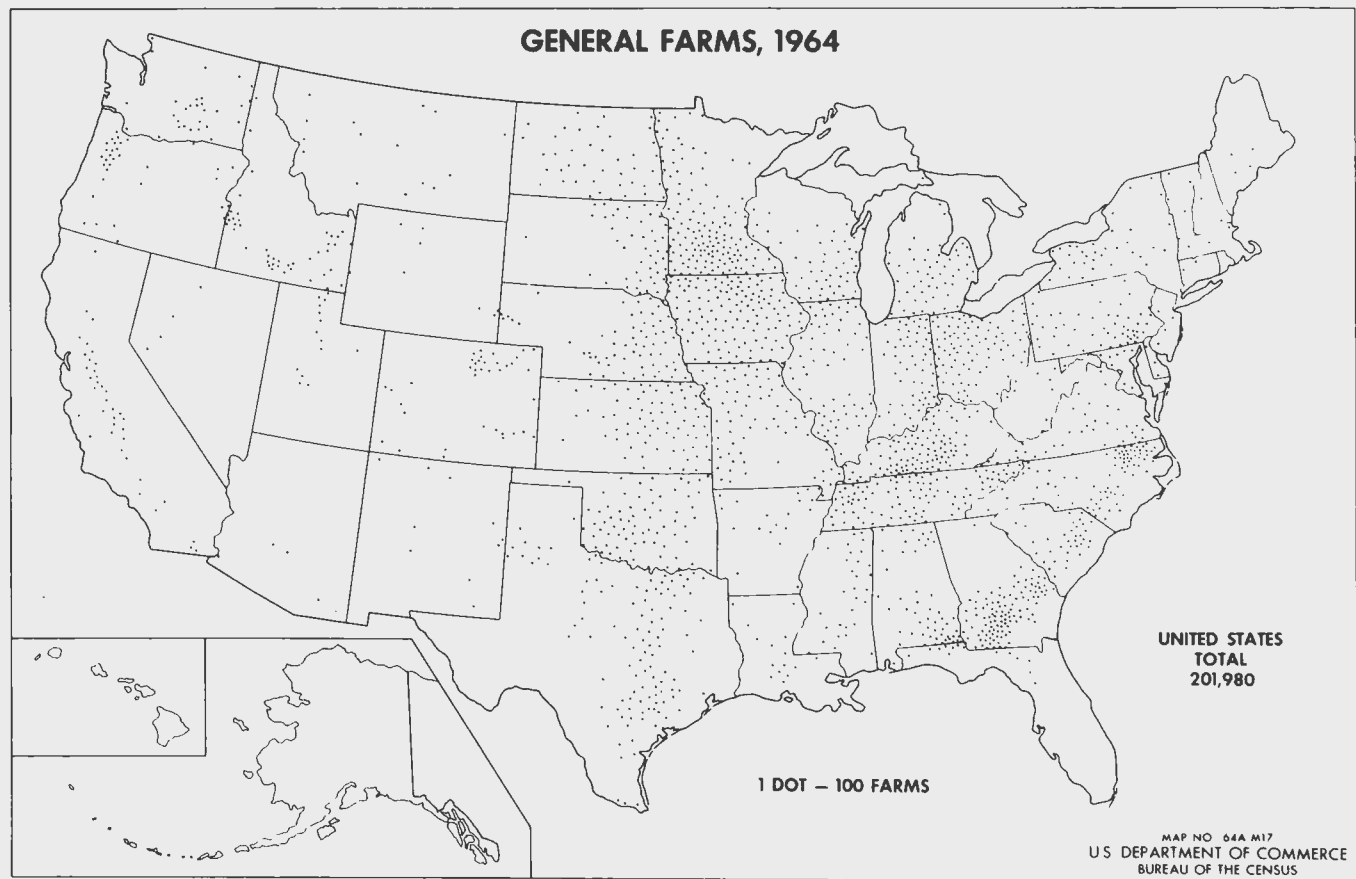 GENERAL FARMS, 1964
UNITED STATES
TOTAL
201,980
1 DOT — 100 FARMS
MAP NO 64A M17
U S DEPARTMENT OF COMMERCE
BUREAU OF THE CENSUS